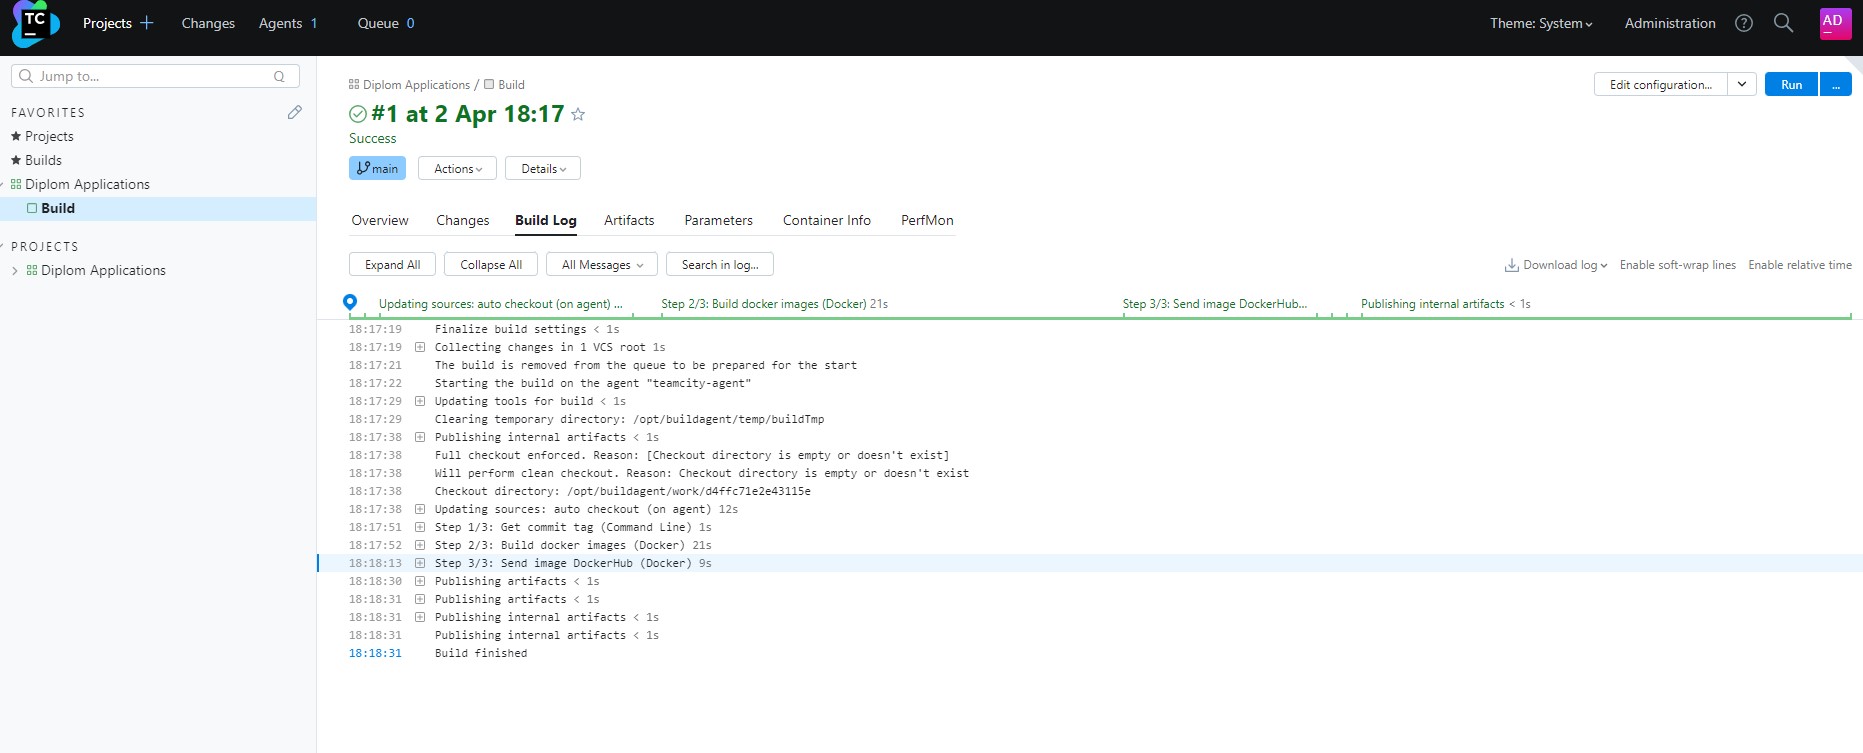 TC
Projects
Changes
Agents 1
Queue 0
Theme: System
Administration
?
AD
Jump to...
Q
FAVORITES
Projects
Builds
Diplom Applications
Build
PROJECTS
Diplom Applications
Diplom Applications / Build
#1 at 2 Apr 18:17
Success
main
Actions
Details
Edit configuration...
Run
...
Overview
Changes
Build Log
Artifacts
Parameters
Container Info
PerfMon
Expand All
Collapse All
All Messages
Search in log...
Download log
Enable soft-wrap lines
Enable relative time
Updating sources: auto checkout (on agent) ...
Step 2/3: Build docker images (Docker) 21s
Step 3/3: Send image DockerHub...
Publishing internal artifacts < 1s
18:17:19 Finalize build settings < 1s
18:17:19 Collecting changes in 1 VCS root 1s
18:17:21 The build is removed from the queue to be prepared for the start
18:17:22 Starting the build on the agent "teamcity-agent"
18:17:29 Updating tools for build < 1s
18:17:29 Clearing temporary directory: /opt/buildagent/temp/buildTmp
18:17:38 Publishing internal artifacts < 1s
18:17:38 Full checkout enforced. Reason: [Checkout directory is empty or doesn't exist]
18:17:38 Will perform clean checkout. Reason: Checkout directory is empty or doesn't exist
18:17:38 Checkout directory: /opt/buildagent/work/d4ffc71e2e43115e
18:17:38 Updating sources: auto checkout (on agent) 12s
18:17:51 Step 1/3: Get commit tag (Command Line) 1s
18:17:52 Step 2/3: Build docker images (Docker) 21s
18:18:13 Step 3/3: Send image DockerHub (Docker) 9s
18:18:30 Publishing artifacts < 1s
18:18:31 Publishing artifacts < 1s
18:18:31 Publishing internal artifacts < 1s
18:18:31 Publishing internal artifacts < 1s
18:18:31 Build finished